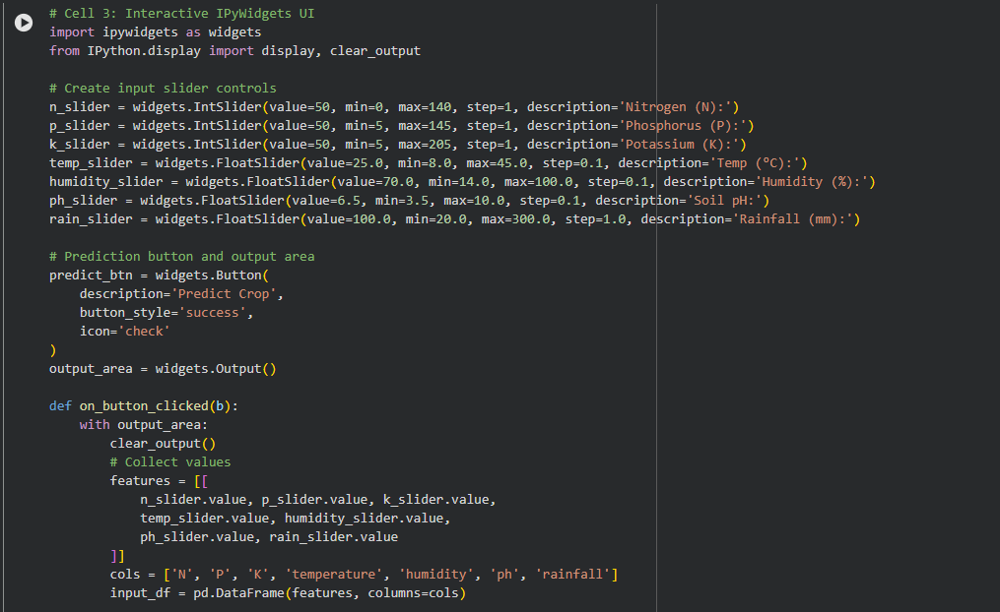 # Cell 3: Interactive IPyWidgets UI
import ipywidgets as widgets
from IPython.display import display, clear_output

# Create input slider controls
n_slider = widgets.IntSlider(value=50, min=0, max=140, step=1, description='Nitrogen (N):')
p_slider = widgets.IntSlider(value=50, min=5, max=145, step=1, description='Phosphorus (P):')
k_slider = widgets.IntSlider(value=50, min=5, max=205, step=1, description='Potassium (K):')
temp_slider = widgets.FloatSlider(value=25.0, min=8.0, max=45.0, step=0.1, description='Temp (°C):')
humidity_slider = widgets.FloatSlider(value=70.0, min=14.0, max=100.0, step=0.1, description='Humidity (%):')
ph_slider = widgets.FloatSlider(value=6.5, min=3.5, max=10.0, step=0.1, description='Soil pH:')
rain_slider = widgets.FloatSlider(value=100.0, min=20.0, max=300.0, step=1.0, description='Rainfall (mm):')

# Prediction button and output area
predict_btn = widgets.Button(
    description='Predict Crop',
    button_style='success',
    icon='check'
)
output_area = widgets.Output()

def on_button_clicked(b):
    with output_area:
        clear_output()
        # Collect values
        features = [[
            n_slider.value, p_slider.value, k_slider.value,
            temp_slider.value, humidity_slider.value,
            ph_slider.value, rain_slider.value
        ]]
        cols = ['N', 'P', 'K', 'temperature', 'humidity', 'ph', 'rainfall']
        input_df = pd.DataFrame(features, columns=cols)